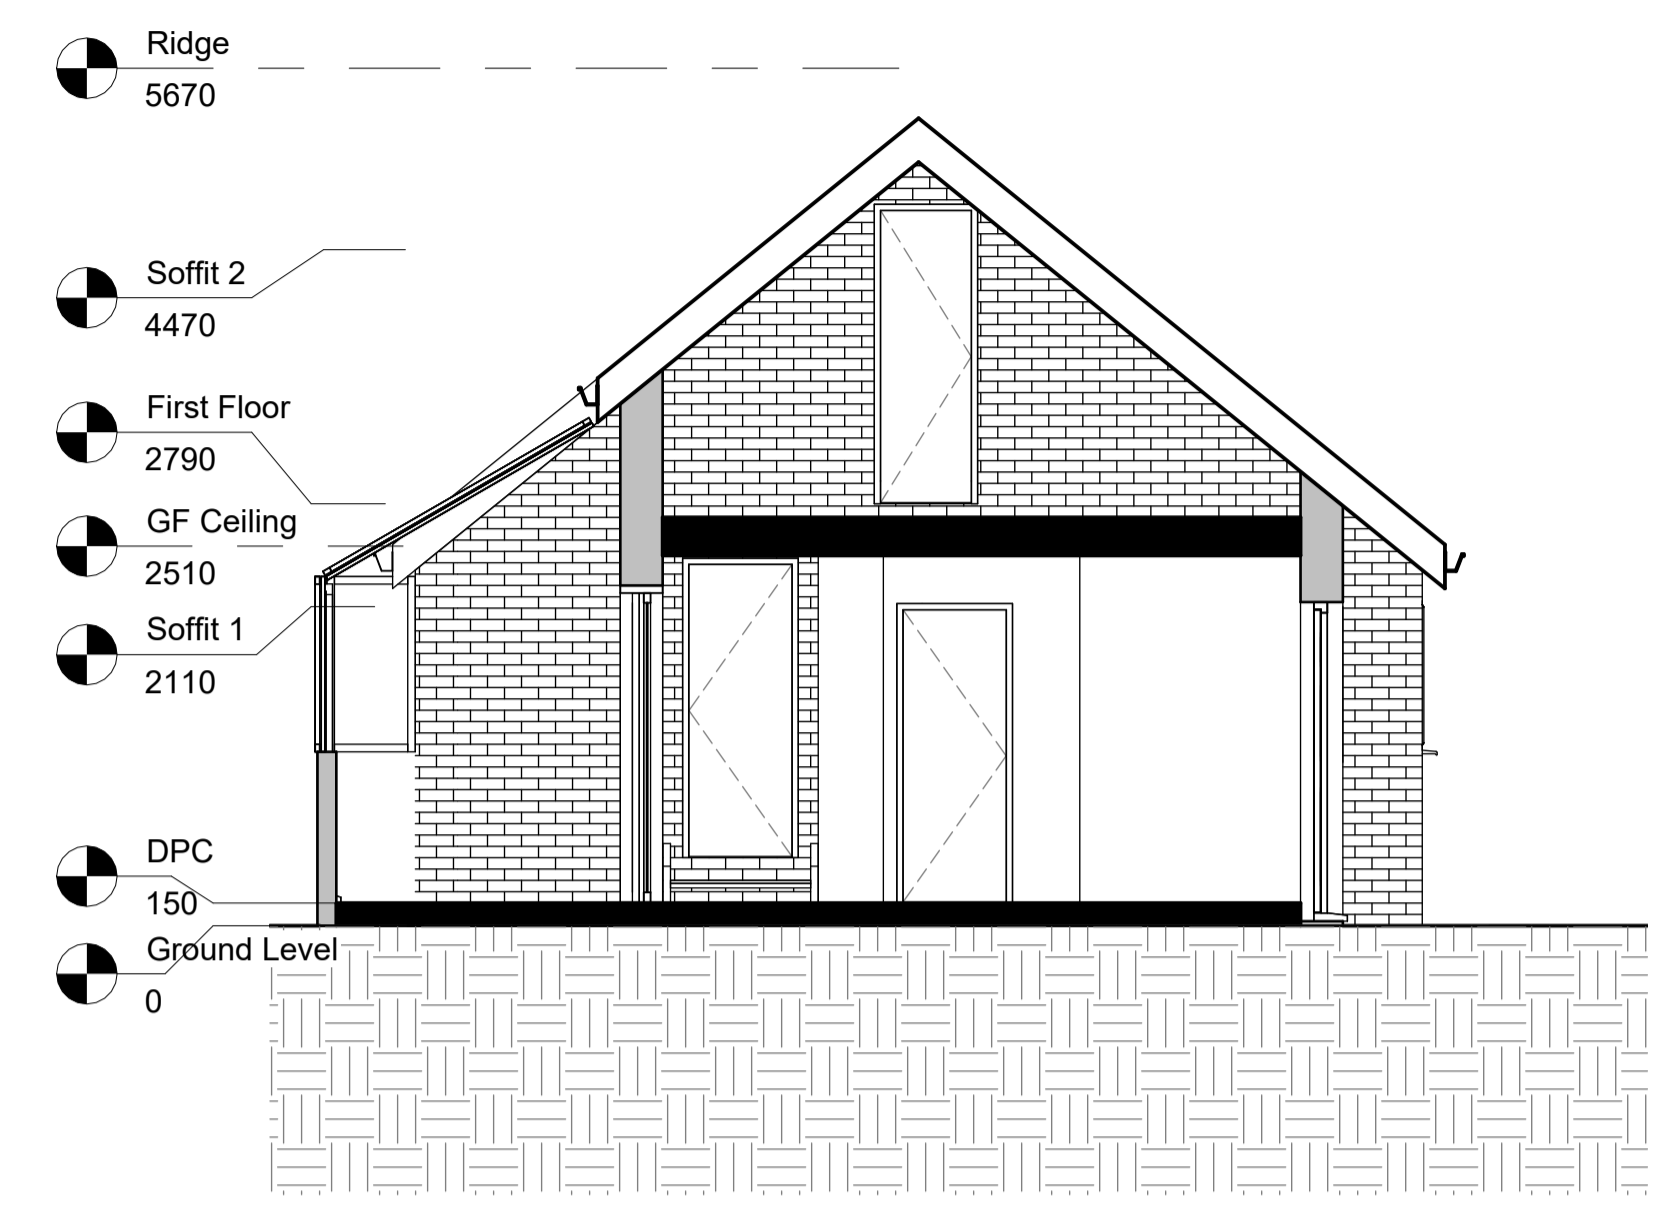 Ridge
5670
Soffit 2
4470
First Floor
2790
GF Ceiling
2510
Soffit 1
2110
DPC
150
Ground Level
0